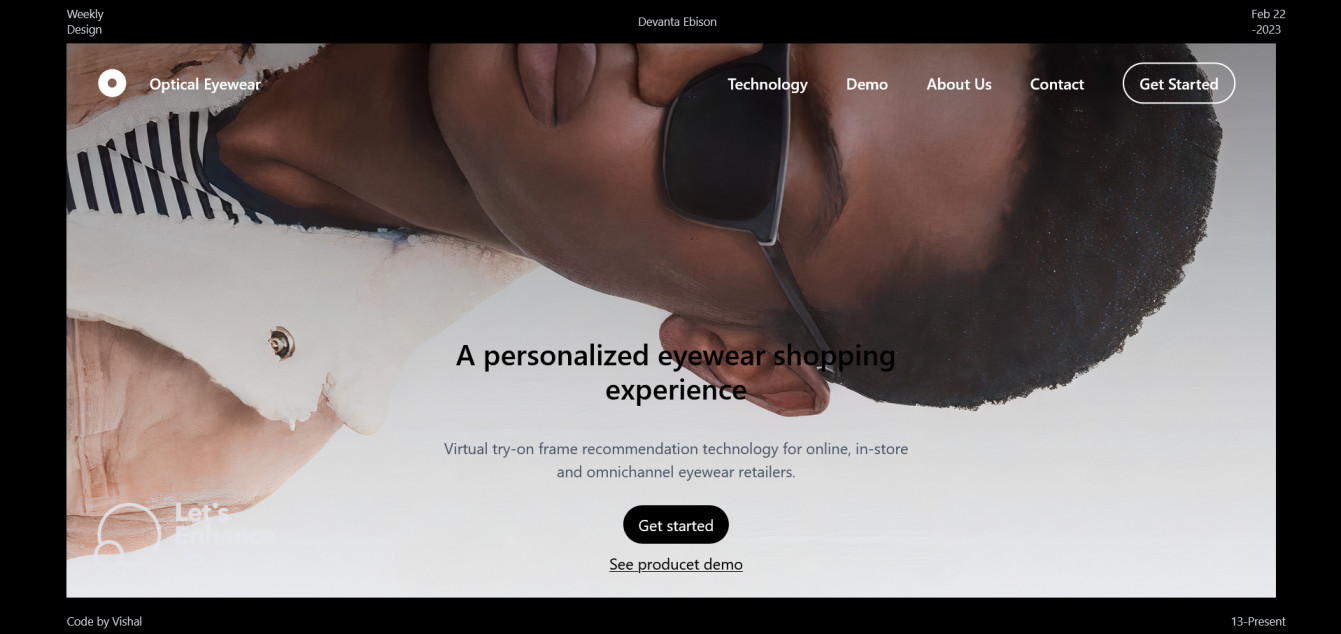 Weekly
Design
Devanta Ebison
Feb 22
-2023
Optical Eyewear
Technology
Demo
About Us
Contact
Get Started
A personalized eyewear shopping
experience
Virtual try-on frame recommendation technology for online, in-store
and omnichannel eyewear retailers.
Let's
Enhance
Get started
See producet demo
Code by Vishal
13-Present